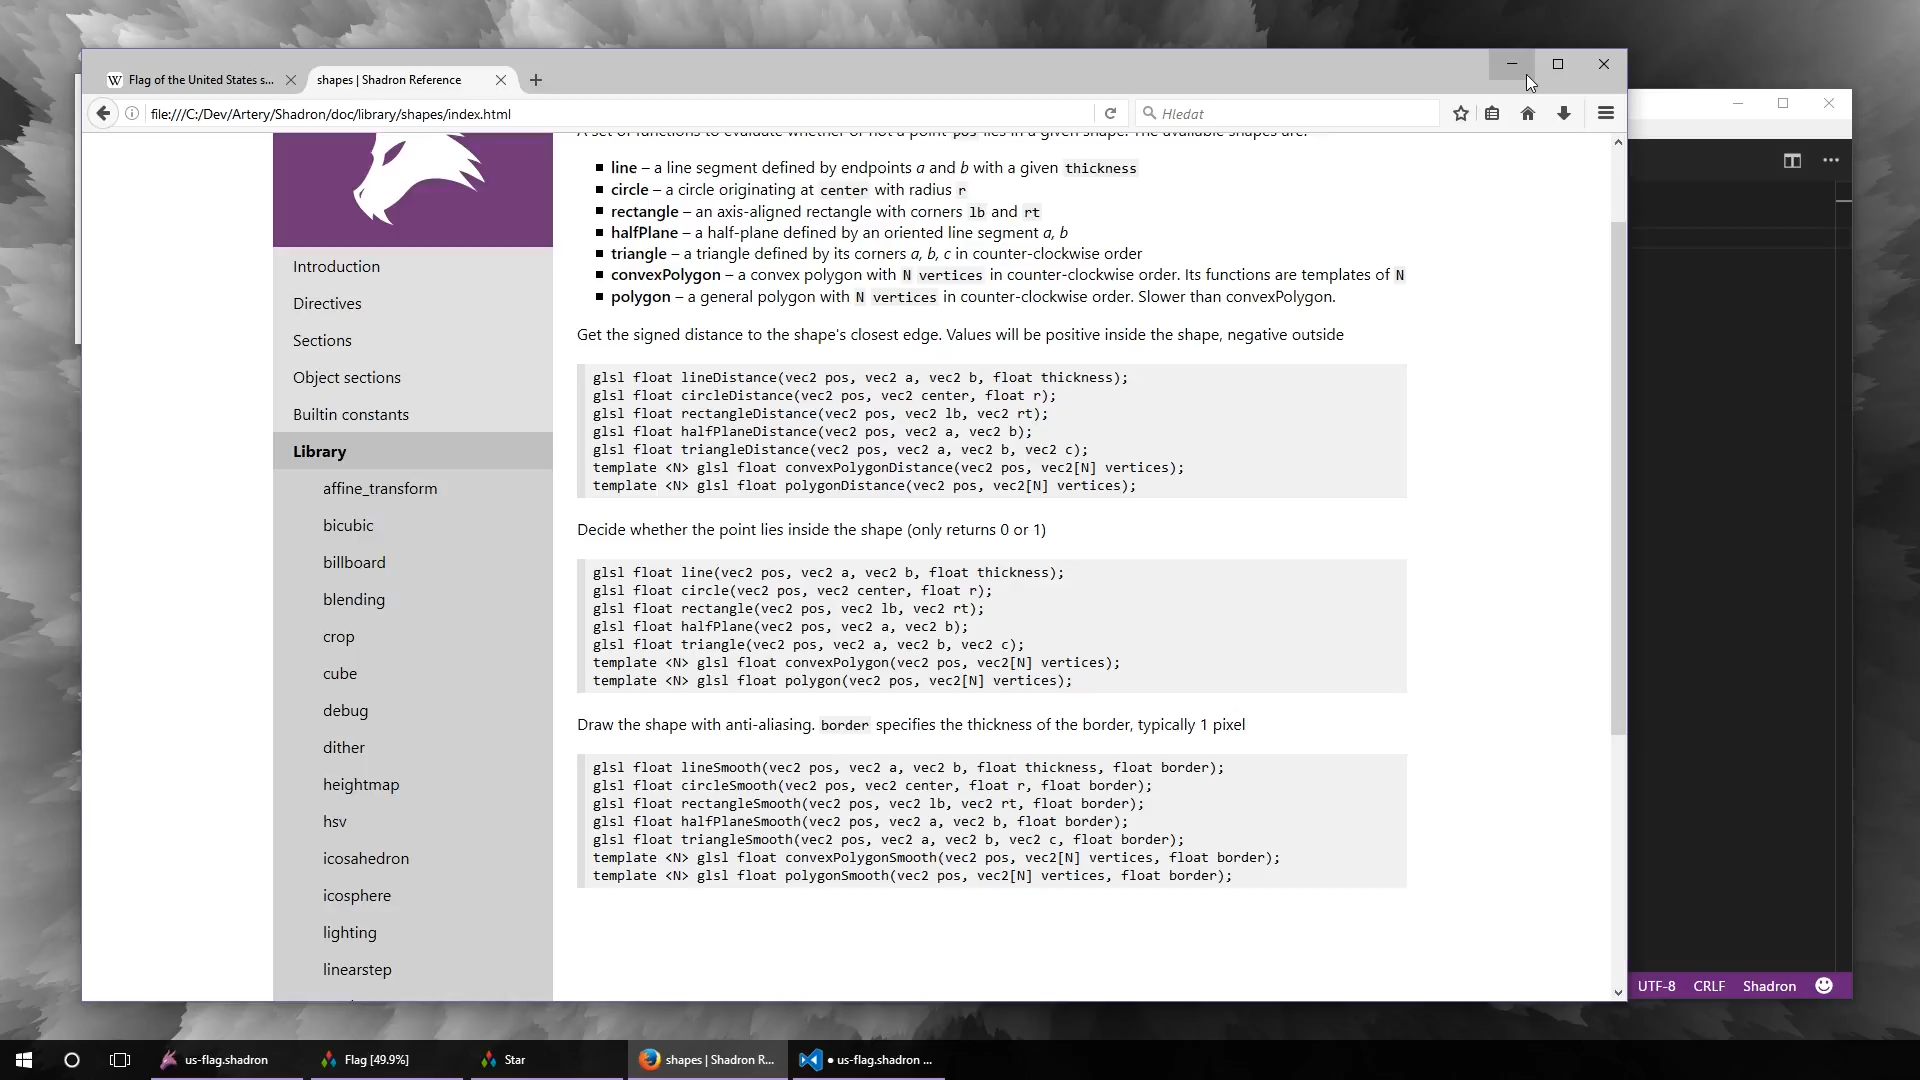 Flag of the United States s...
shapes | Shadron Reference
file:///C:/Dev/Artery/Shadron/doc/library/shapes/index.html
Hledat
A set of functions to evaluate whether or not a point pos lies in a given shape. The available shapes are:
line – a line segment defined by endpoints a and b with a given thickness
circle – a circle originating at center with radius r
rectangle – an axis-aligned rectangle with corners lb and rt
halfPlane – a half-plane defined by an oriented line segment a, b
triangle – a triangle defined by its corners a, b, c in counter-clockwise order
convexPolygon – a convex polygon with N vertices in counter-clockwise order. Its functions are templates of N
polygon – a general polygon with N vertices in counter-clockwise order. Slower than convexPolygon.
Get the signed distance to the shape's closest edge. Values will be positive inside the shape, negative outside
glsl float lineDistance(vec2 pos, vec2 a, vec2 b, float thickness);
glsl float circleDistance(vec2 pos, vec2 center, float r);
glsl float rectangleDistance(vec2 pos, vec2 lb, vec2 rt);
glsl float halfPlaneDistance(vec2 pos, vec2 a, vec2 b);
glsl float triangleDistance(vec2 pos, vec2 a, vec2 b, vec2 c);
template <N> glsl float convexPolygonDistance(vec2 pos, vec2[N] vertices);
template <N> glsl float polygonDistance(vec2 pos, vec2[N] vertices);
Decide whether the point lies inside the shape (only returns 0 or 1)
glsl float line(vec2 pos, vec2 a, vec2 b, float thickness);
glsl float circle(vec2 pos, vec2 center, float r);
glsl float rectangle(vec2 pos, vec2 lb, vec2 rt);
glsl float halfPlane(vec2 pos, vec2 a, vec2 b);
glsl float triangle(vec2 pos, vec2 a, vec2 b, vec2 c);
template <N> glsl float convexPolygon(vec2 pos, vec2[N] vertices);
template <N> glsl float polygon(vec2 pos, vec2[N] vertices);
Draw the shape with anti-aliasing. border specifies the thickness of the border, typically 1 pixel
glsl float lineSmooth(vec2 pos, vec2 a, vec2 b, float thickness, float border);
glsl float circleSmooth(vec2 pos, vec2 center, float r, float border);
glsl float rectangleSmooth(vec2 pos, vec2 lb, vec2 rt, float border);
glsl float halfPlaneSmooth(vec2 pos, vec2 a, vec2 b, float border);
glsl float triangleSmooth(vec2 pos, vec2 a, vec2 b, vec2 c, float border);
template <N> glsl float convexPolygonSmooth(vec2 pos, vec2[N] vertices, float border);
template <N> glsl float polygonSmooth(vec2 pos, vec2[N] vertices, float border);
Introduction
Directives
Sections
Object sections
Builtin constants
Library
affine_transform
bicubic
billboard
blending
crop
cube
debug
dither
heightmap
hsv
icosahedron
icosphere
lighting
linearstep
UTF-8 CRLF Shadron
us-flag.shadron
Flag [49.9%]
Star
shapes | Shadron R...
● us-flag.shadron ...